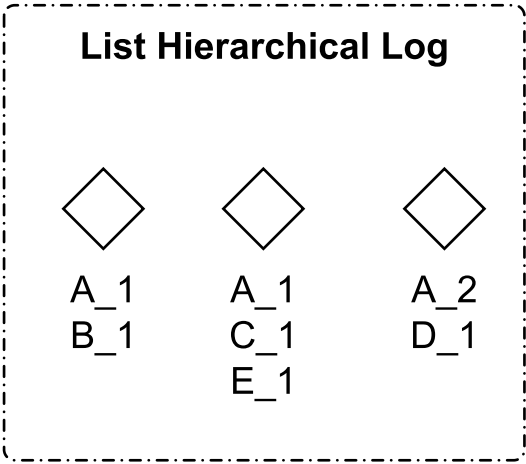 List Hierarchical Log
A_1
B_1
A_1
C_1
E_1
A_2
D_1